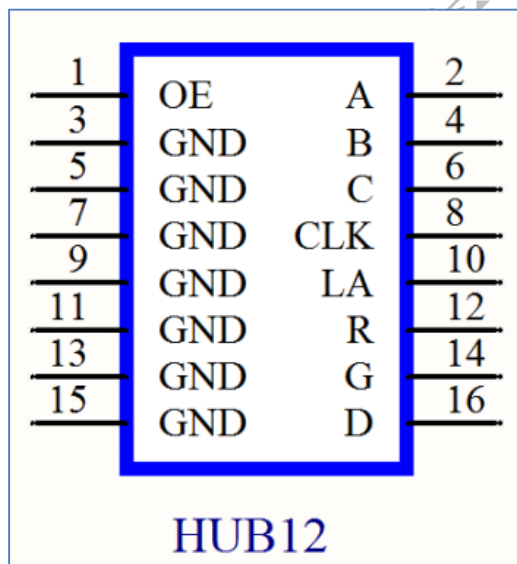 1 OE A 2
3 GND B 4
5 GND C 6
7 GND CLK 8
9 GND LA 10
11 GND R 12
13 GND G 14
15 GND D 16
HUB12